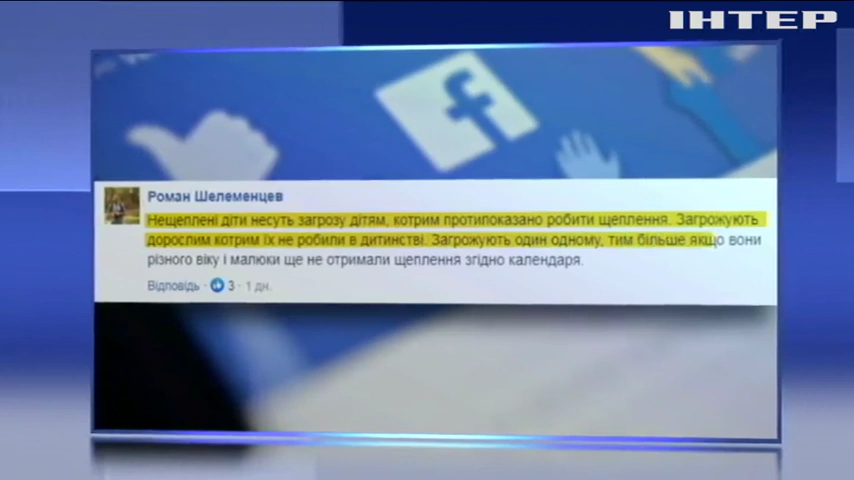 ІНТЕР
Роман Шелеменцев
Нещеплені діти несуть загрозу дітям, котрим протипоказано робити щеплення. Загрожують
дорослим котрим їх не робили в дитинстві. Загрожують один одному, тим більше якщо вони
різного віку і малюки ще не отримали щеплення згідно календаря.
Відповідь · 3 · 1 дн.